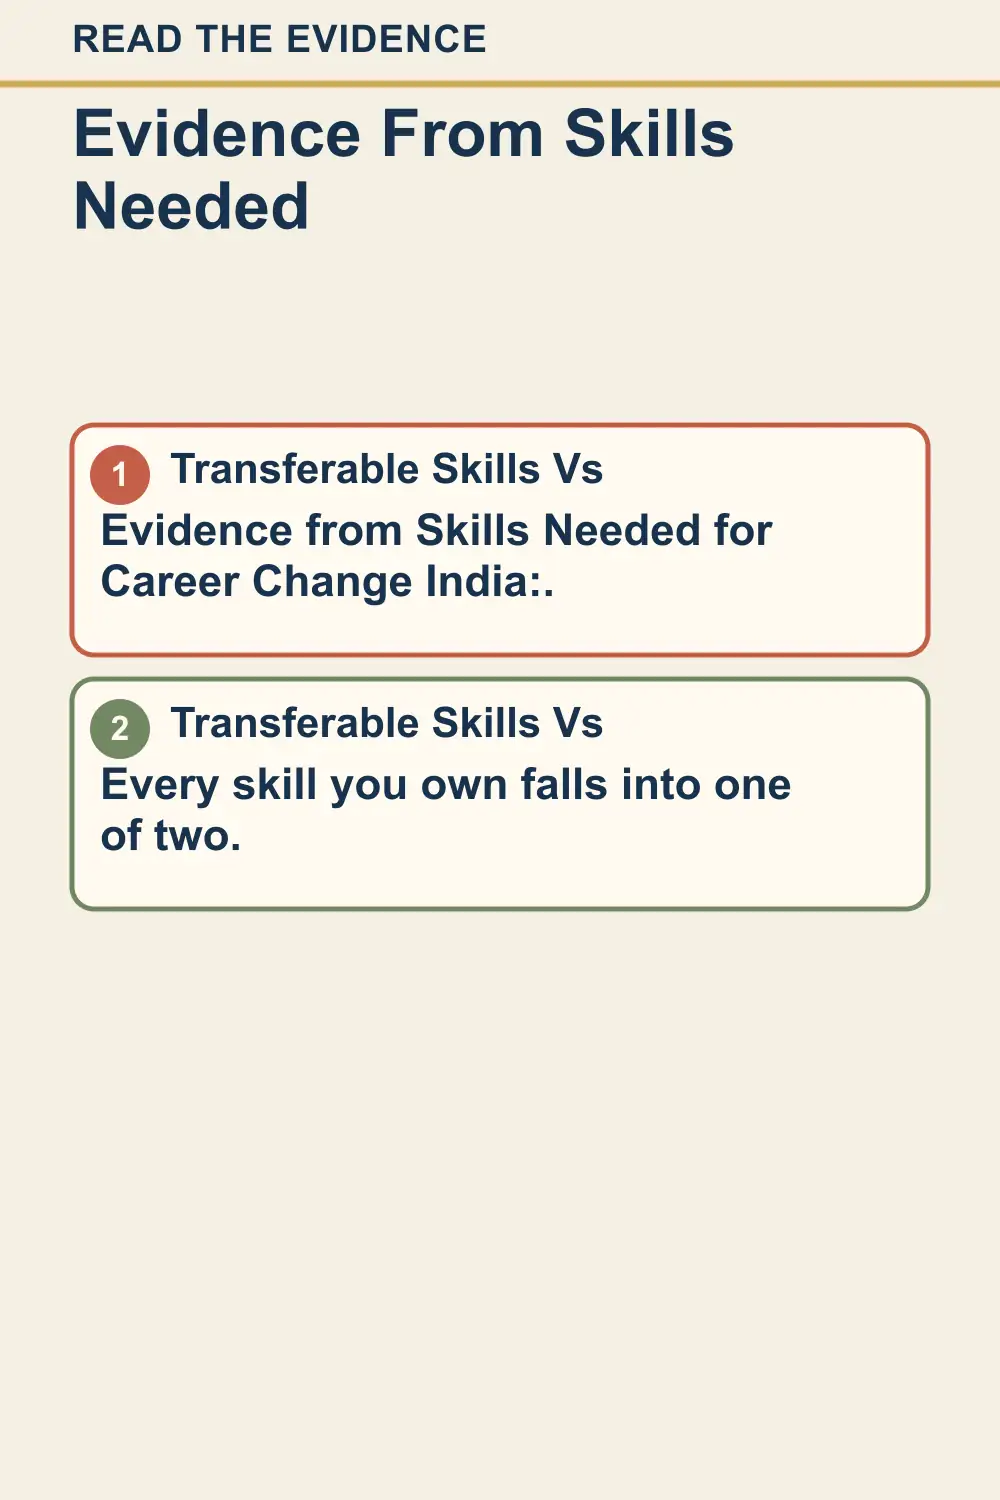 READ THE EVIDENCE
Evidence From Skills
Needed
1 Transferable Skills Vs
Evidence from Skills Needed for
Career Change India:.
2 Transferable Skills Vs
Every skill you own falls into one
of two.